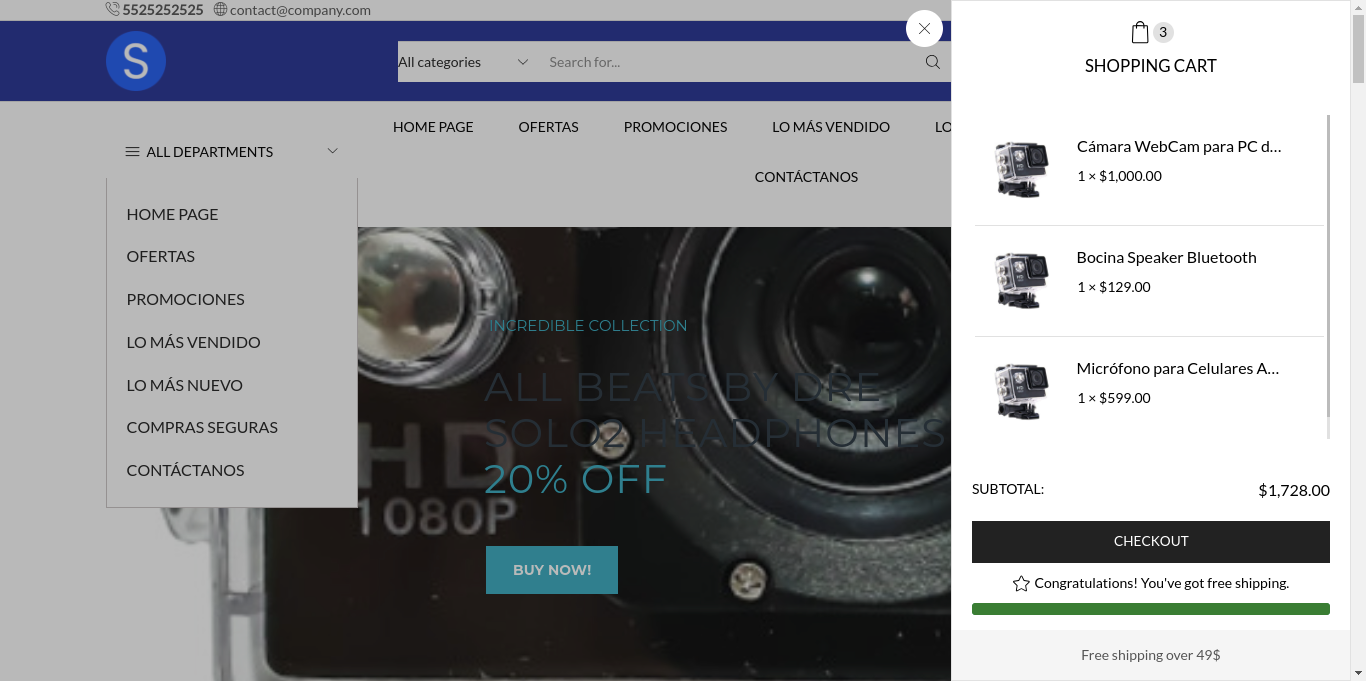 5525252525 contact@company.com
S
All categories
Search for...
HOME PAGE
OFERTAS
PROMOCIONES
LO MÁS VENDIDO
LO
CONTÁCTANOS
ALL DEPARTMENTS
HOME PAGE
OFERTAS
PROMOCIONES
LO MÁS VENDIDO
LO MÁS NUEVO
COMPRAS SEGURAS
CONTÁCTANOS
INCREDIBLE COLLECTION
ALL BEATS BY DRE
SOLO2 HEADPHONES
20% OFF
HD
1080P
BUY NOW!
3
SHOPPING CART
Cámara WebCam para PC d...
1 × $1,000.00
Bocina Speaker Bluetooth
1 × $129.00
Micrófono para Celulares A...
1 × $599.00
SUBTOTAL: $1,728.00
CHECKOUT
Congratulations! You've got free shipping.
Free shipping over 49$